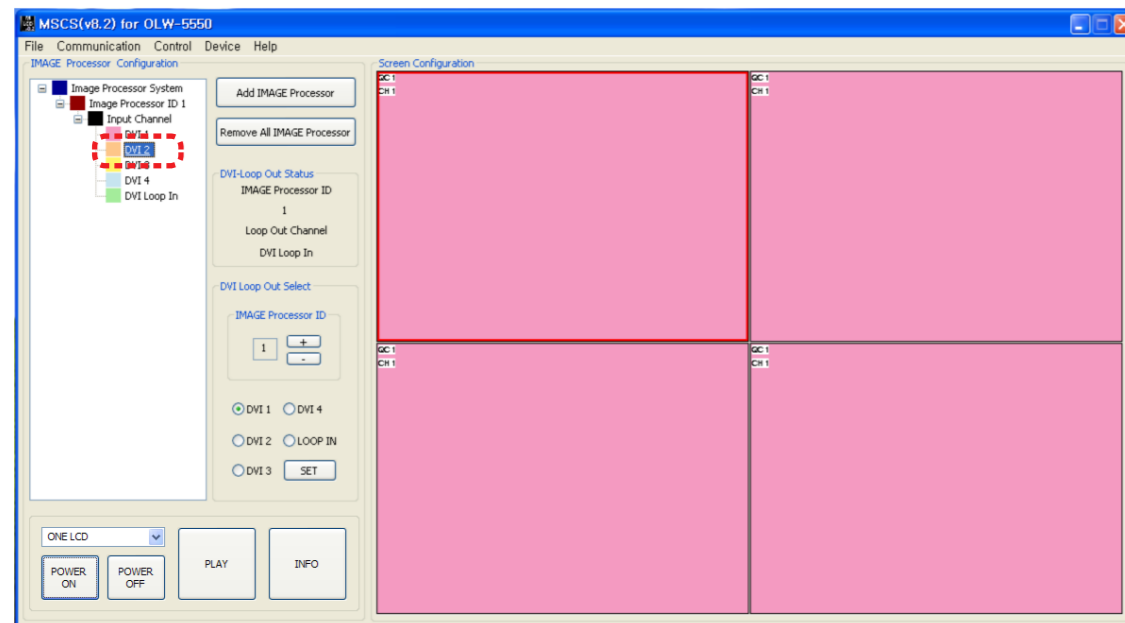 MSCS(v8.2) for OLW-5550
File Communication Control Device Help
IMAGE Processor Configuration
Image Processor System
Image Processor ID 1
Input Channel
DVI 1
DVI 2
DVI 3
DVI 4
DVI Loop In
Add IMAGE Processor
Remove All IMAGE Processor
DVI-Loop Out Status
IMAGE Processor ID
1
Loop Out Channel
DVI Loop In
DVI Loop Out Select
IMAGE Processor ID
1
+
-
DVI 1 DVI 4
DVI 2 LOOP IN
DVI 3 SET
ONE LCD
POWER
ON
POWER
OFF
PLAY
INFO
Screen Configuration
QC 1
CH 1
QC 1
CH 1
QC 1
CH 1
QC 1
CH 1